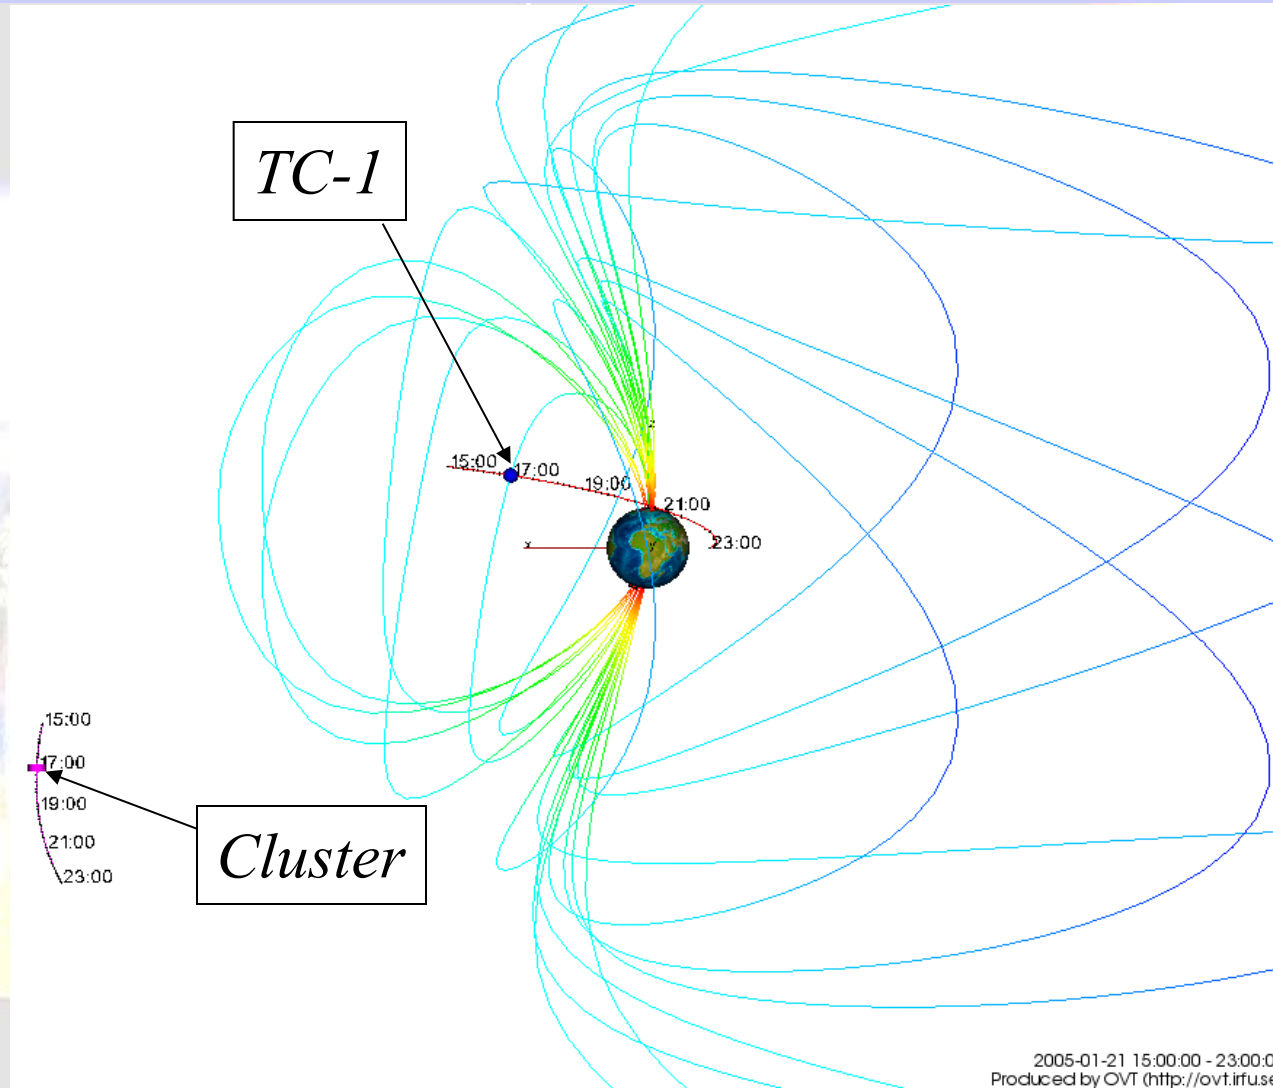 TC-1
z
15:00
17:00
19:00
21:00
x
Y
23:00
15:00
17:00
19:00
21:00
23:00
Cluster
2005-01-21 15:00:00 - 23:00:0
Produced by OVT (http://ovt.irfu.se